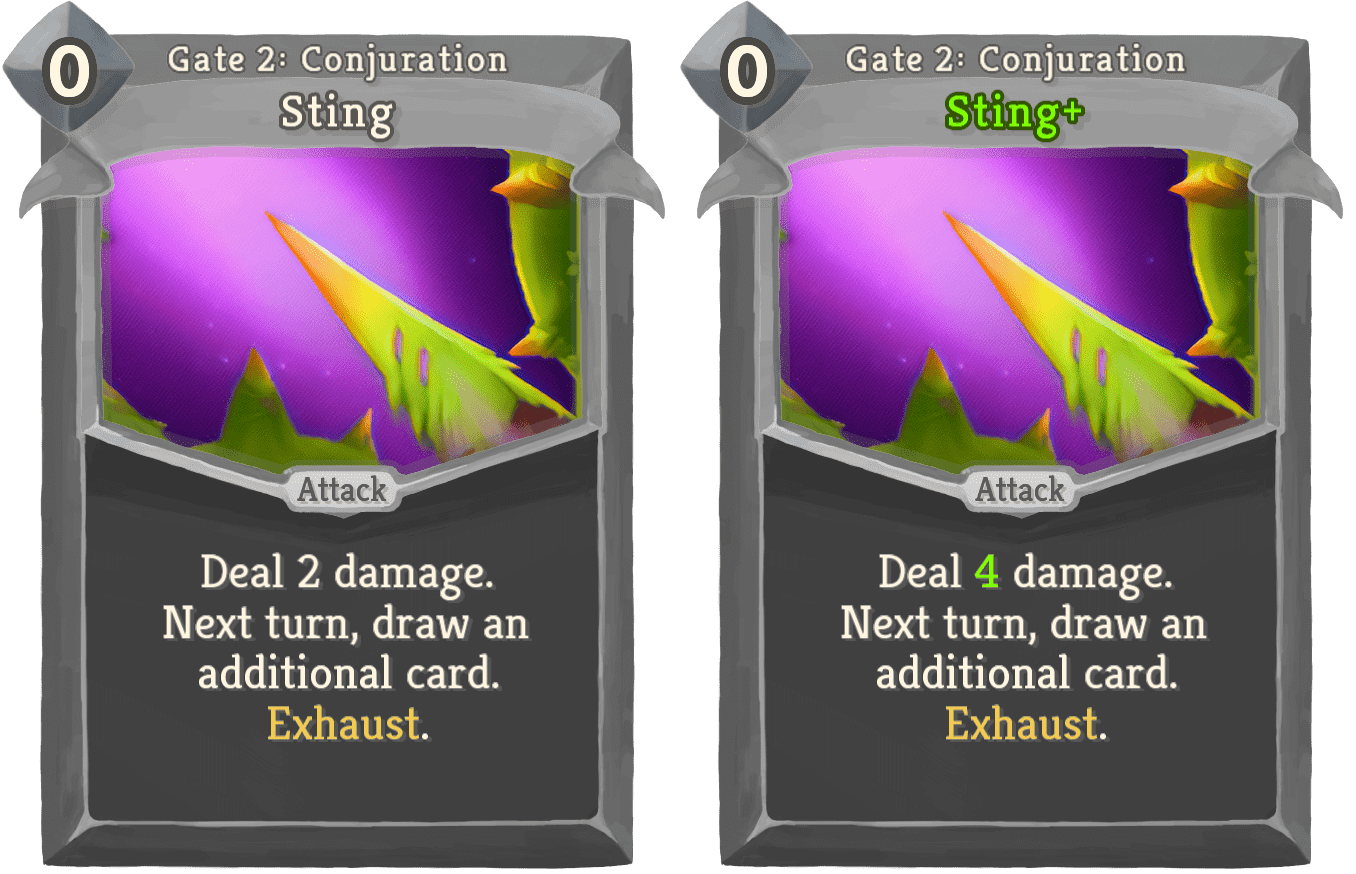 0
Gate 2: Conjuration
Sting
Attack
Deal 2 damage.
Next turn, draw an
additional card.
Exhaust.
0
Gate 2: Conjuration
Sting+
Attack
Deal 4 damage.
Next turn, draw an
additional card.
Exhaust.